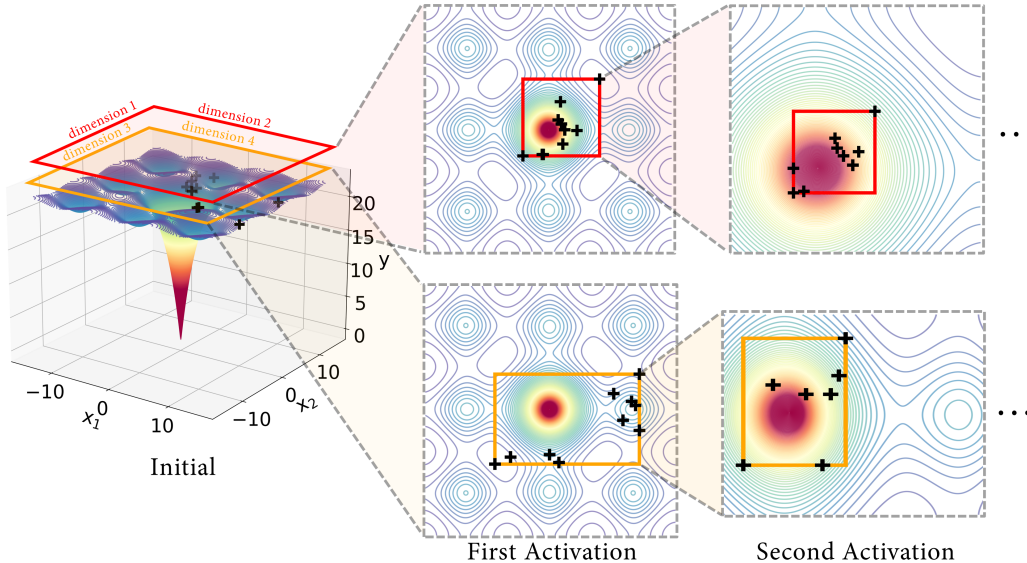 dimension 1
dimension 2
dimension 3
dimension 4
20
15
10
5
0
y
−10
0
10
x₁
−10
0
10
x₂
Initial
First Activation
Second Activation
...
...